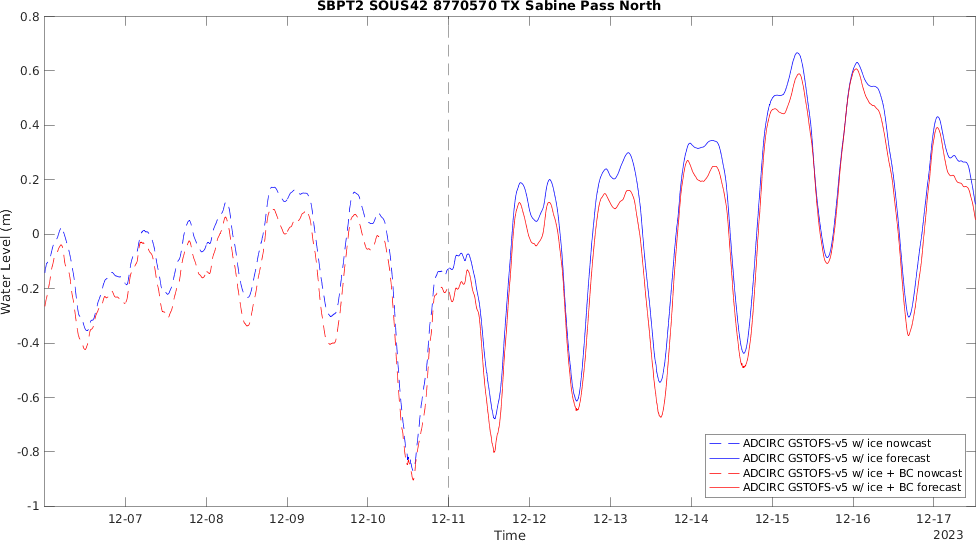 SBPT2 SOUS42 8770570 TX Sabine Pass North
0.8
0.6
0.4
0.2
0
-0.2
-0.4
-0.6
-0.8
-1
Water Level (m)
12-07 12-08 12-09 12-10 12-11 12-12 12-13 12-14 12-15 12-16 12-17
Time
2023
ADCIRC GSTOFS-v5 w/ ice nowcast
ADCIRC GSTOFS-v5 w/ ice forecast
ADCIRC GSTOFS-v5 w/ ice + BC nowcast
ADCIRC GSTOFS-v5 w/ ice + BC forecast